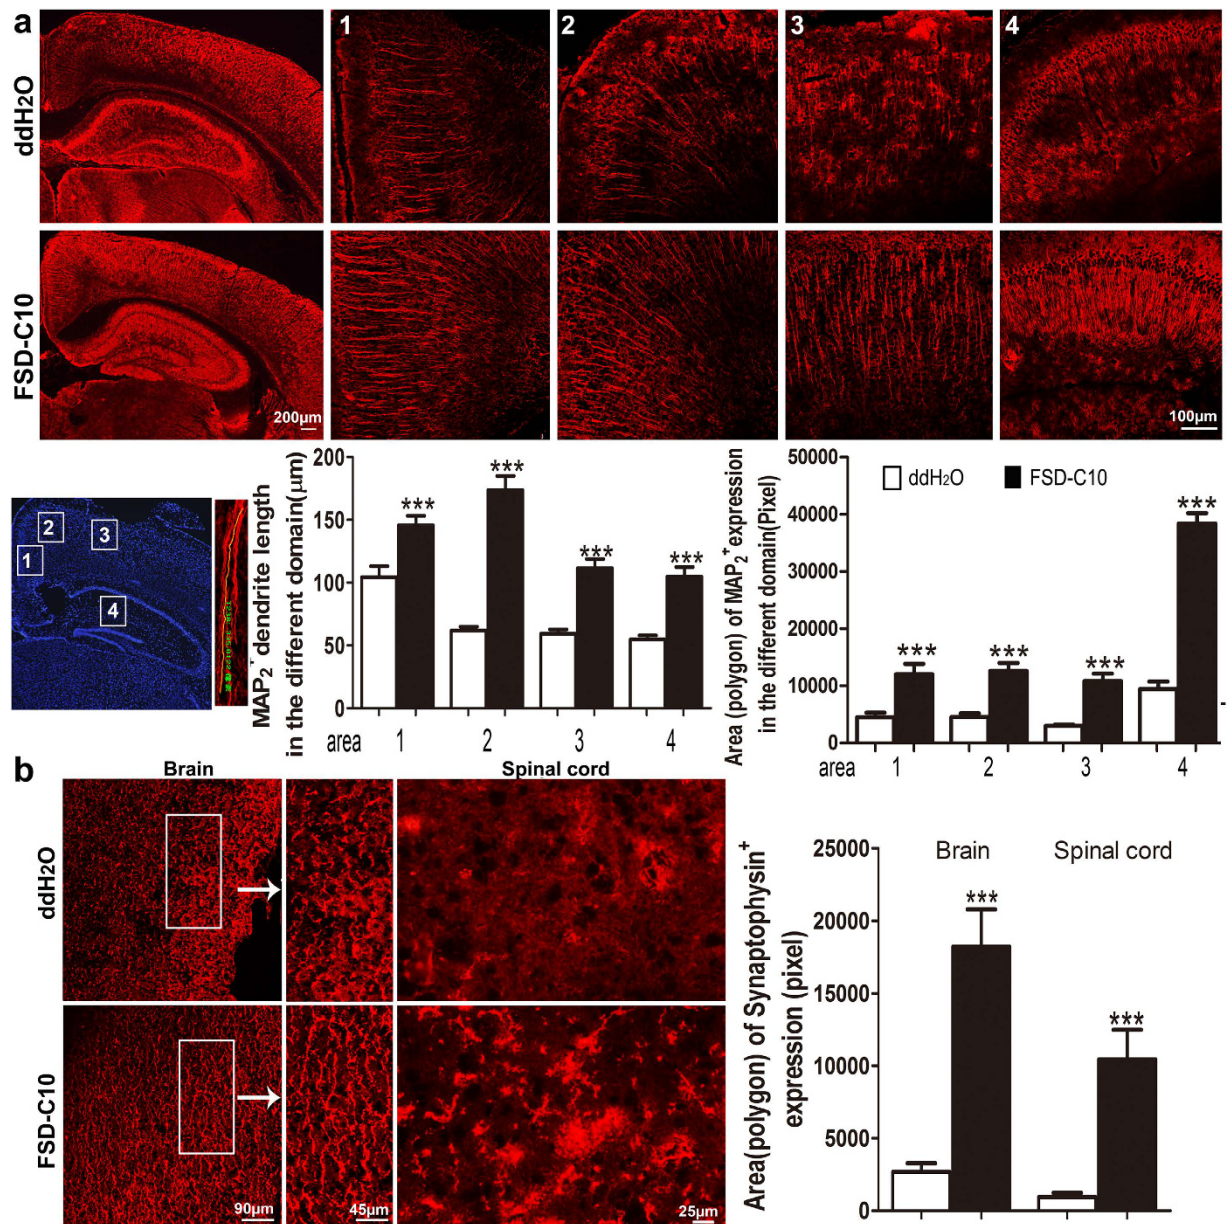 a
ddH2O
1
2
3
4
FSD-C10
200μm
100μm
1
2
3
4
MAP2+ dendrite length
in the different domain(μm)
200
150
100
50
0
***
***
***
***
area
1
2
3
4
Area (polygon) of MAP2+ expression
in the different domain(Pixel)
50000
40000
30000
20000
10000
0
ddH2O
FSD-C10
***
***
***
***
area
1
2
3
4
b
Brain
Spinal cord
ddH2O
FSD-C10
90μm
45μm
25μm
Area(polygon) of Synaptophysin+
expression (pixel)
25000
20000
15000
10000
5000
0
Brain
Spinal cord
***
***